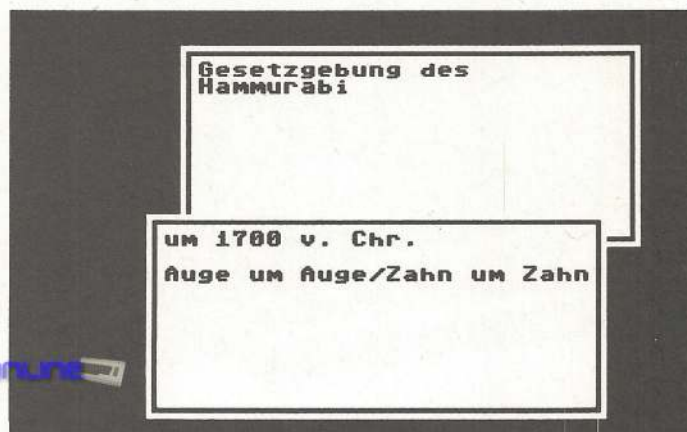 Gesetzgebung des
Hammurabi
um 1700 v. Chr.
Auge um Auge/Zahn um Zahn